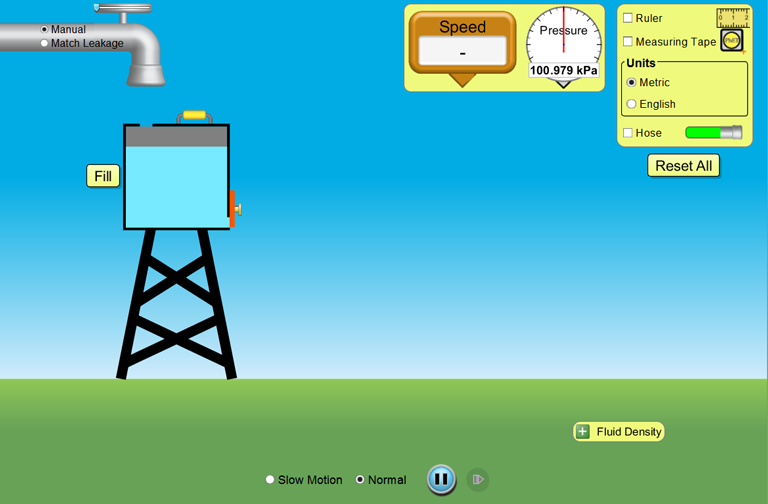 Manual
Match Leakage
Speed
-
Pressure
100.979 kPa
Ruler
0 1 2
Measuring Tape
Units
Metric
English
Hose
Reset All
Fill
Fluid Density
Slow Motion
Normal